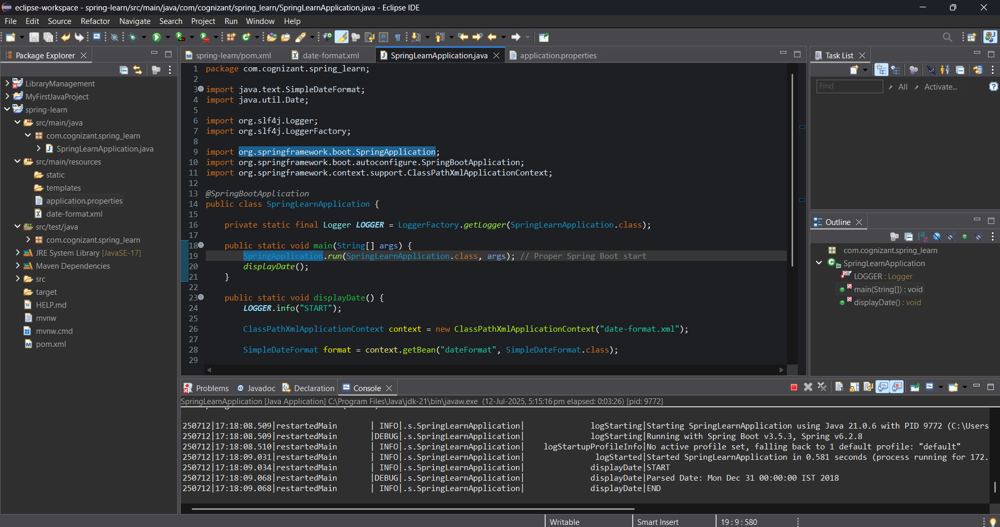 eclipse-workspace - spring-learn/src/main/java/com/cognizant/spring_learn/SpringLearnApplication.java - Eclipse IDE
File Edit Source Refactor Navigate Search Project Run Window Help
Package Explorer
LibraryManagement
MyFirstJavaProject
spring-learn
src/main/java
com.cognizant.spring_learn
SpringLearnApplication.java
src/main/resources
static
templates
application.properties
date-format.xml
src/test/java
com.cognizant.spring_learn
JRE System Library [JavaSE-17]
Maven Dependencies
src
target
HELP.md
mvnw
mvnw.cmd
pom.xml
spring-learn/pom.xml date-format.xml SpringLearnApplication.java application.properties
1 package com.cognizant.spring_learn;
2
3 import java.text.SimpleDateFormat;
4 import java.util.Date;
5
6 import org.slf4j.Logger;
7 import org.slf4j.LoggerFactory;
8
9 import org.springframework.boot.SpringApplication;
10 import org.springframework.boot.autoconfigure.SpringBootApplication;
11 import org.springframework.context.support.ClassPathXmlApplicationContext;
12
13 @SpringBootApplication
14 public class SpringLearnApplication {
15
16 private static final Logger LOGGER = LoggerFactory.getLogger(SpringLearnApplication.class);
17
18 public static void main(String[] args) {
19 SpringApplication.run(SpringLearnApplication.class, args); // Proper Spring Boot start
20 displayDate();
21 }
22
23 public static void displayDate() {
24 LOGGER.info("START");
25
26 ClassPathXmlApplicationContext context = new ClassPathXmlApplicationContext("date-format.xml");
27
28 SimpleDateFormat format = context.getBean("dateFormat", SimpleDateFormat.class);
29
Task List
Find All Activate...
Outline
com.cognizant.spring_learn
SpringLearnApplication
LOGGER : Logger
main(String[]) : void
displayDate() : void
Problems Javadoc Declaration Console
SpringLearnApplication [Java Application] C:\Program Files\Java\jdk-21\bin\javaw.exe (12-Jul-2025, 5:15:16 pm elapsed: 0:03:26) [pid: 9772]
250712|17:18:08.509|restartedMain | INFO|.s.SpringLearnApplication| logStarting|Starting SpringLearnApplication using Java 21.0.6 with PID 9772 (C:\Users
250712|17:18:08.509|restartedMain |DEBUG|.s.SpringLearnApplication| logStarting|Running with Spring Boot v3.5.3, Spring v6.2.8
250712|17:18:08.510|restartedMain | INFO|.s.SpringLearnApplication| logStartupProfileInfo|No active profile set, falling back to 1 default profile: "default"
250712|17:18:09.031|restartedMain | INFO|.s.SpringLearnApplication| logStarted|Started SpringLearnApplication in 0.581 seconds (process running for 172.
250712|17:18:09.034|restartedMain | INFO|.s.SpringLearnApplication| displayDate|START
250712|17:18:09.068|restartedMain |DEBUG|.s.SpringLearnApplication| displayDate|Parsed Date: Mon Dec 31 00:00:00 IST 2018
250712|17:18:09.068|restartedMain | INFO|.s.SpringLearnApplication| displayDate|END
Writable Smart Insert 19 : 9 : 580